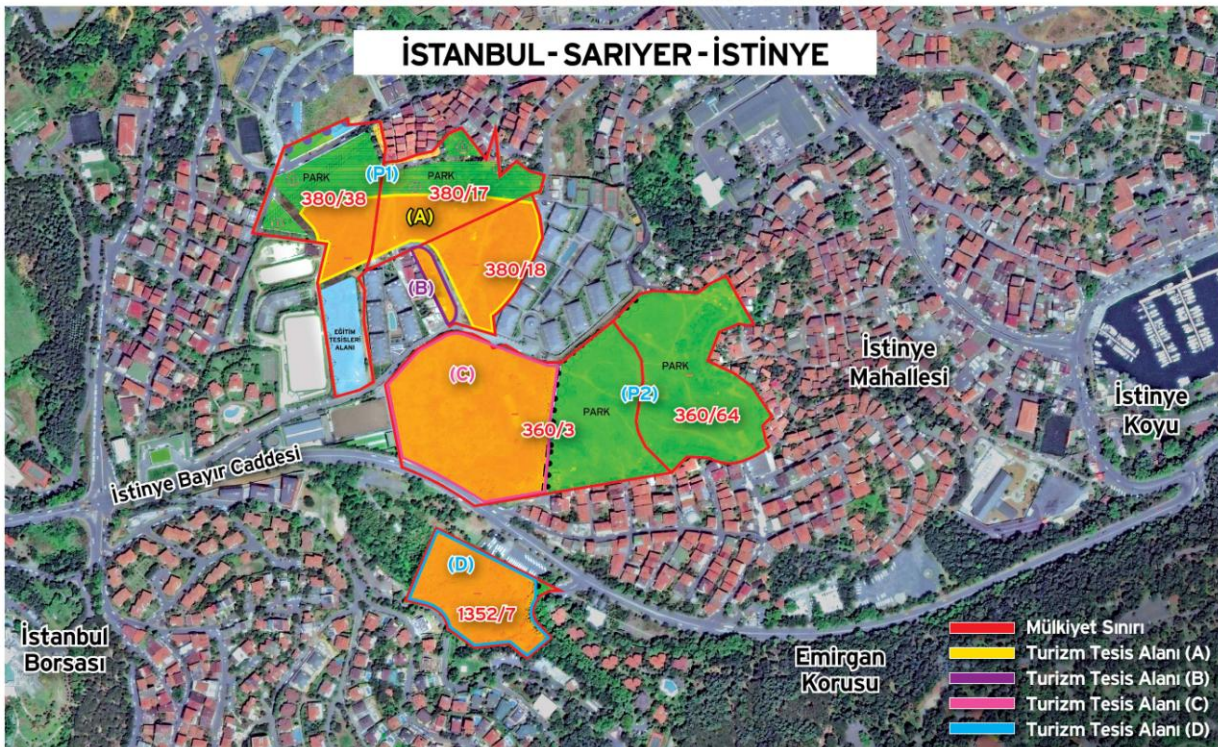 İSTANBUL - SARIYER - İSTİNYE
PARK
(P1)
PARK
380/38
380/17
(A)
380/18
(B)
EĞİTİM
TESİSLERİ
ALANI
(C)
PARK
(P2)
PARK
360/3
360/64
İstinye
Mahallesi
İstinye
Koyu
İstinye Bayır Caddesi
(D)
1352/7
İstanbul
Borsası
Emirgan
Korusu
Mülkiyet Sınırı
Turizm Tesis Alanı (A)
Turizm Tesis Alanı (B)
Turizm Tesis Alanı (C)
Turizm Tesis Alanı (D)